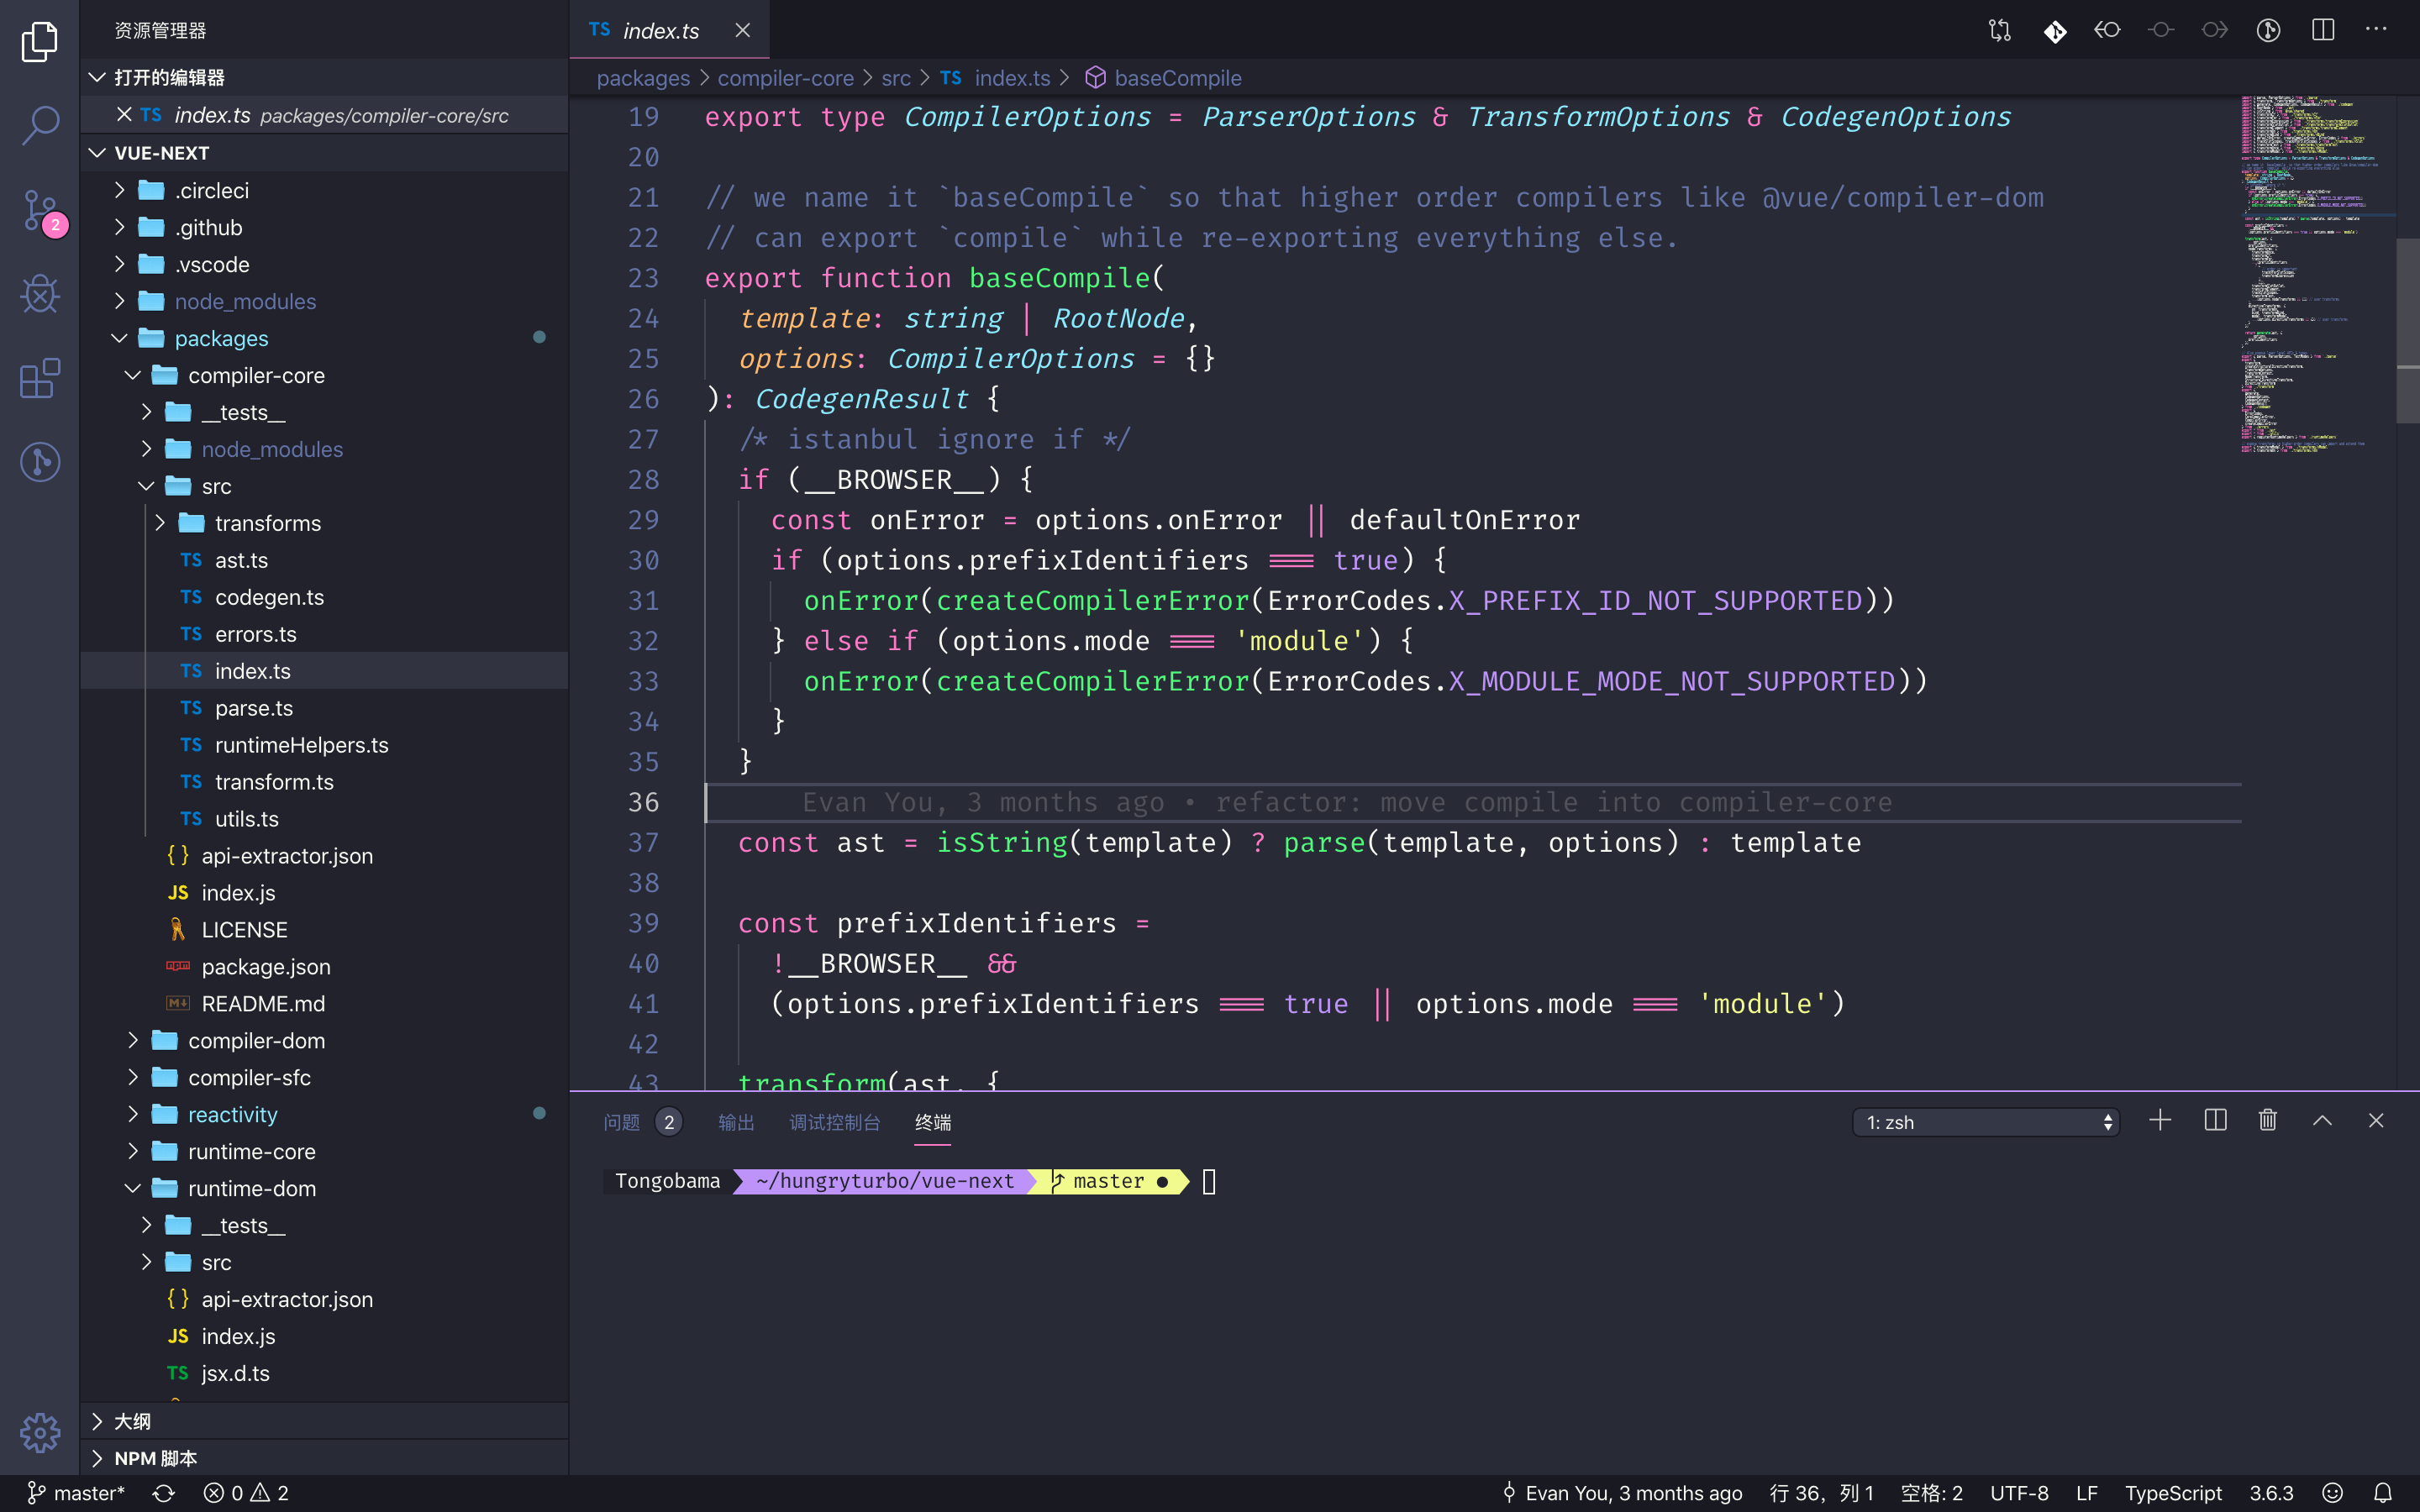 资源管理器
打开的编辑器
TS index.ts packages/compiler-core/src
VUE-NEXT
.circleci
.github
.vscode
node_modules
packages
compiler-core
__tests__
node_modules
src
transforms
TS ast.ts
TS codegen.ts
TS errors.ts
TS index.ts
TS parse.ts
TS runtimeHelpers.ts
TS transform.ts
TS utils.ts
{ } api-extractor.json
JS index.js
LICENSE
package.json
README.md
compiler-dom
compiler-sfc
reactivity
runtime-core
runtime-dom
__tests__
src
{ } api-extractor.json
JS index.js
TS jsx.d.ts
大纲
NPM 脚本
2
TS index.ts
packages > compiler-core > src > TS index.ts > baseCompile
19 export type CompilerOptions = ParserOptions & TransformOptions & CodegenOptions
20
21 // we name it `baseCompile` so that higher order compilers like @vue/compiler-dom
22 // can export `compile` while re-exporting everything else.
23 export function baseCompile(
24 template: string | RootNode,
25 options: CompilerOptions = {}
26 ): CodegenResult {
27 /* istanbul ignore if */
28 if (__BROWSER__) {
29 const onError = options.onError || defaultOnError
30 if (options.prefixIdentifiers === true) {
31 onError(createCompilerError(ErrorCodes.X_PREFIX_ID_NOT_SUPPORTED))
32 } else if (options.mode === 'module') {
33 onError(createCompilerError(ErrorCodes.X_MODULE_MODE_NOT_SUPPORTED))
34 }
35 }
36 Evan You, 3 months ago • refactor: move compile into compiler-core
37 const ast = isString(template) ? parse(template, options) : template
38
39 const prefixIdentifiers =
40 !__BROWSER__ &&
41 (options.prefixIdentifiers === true || options.mode === 'module')
42
43 transform(ast, {
问题 2 输出 调试控制台 终端
1: zsh
Tongobama ~/hungryturbo/vue-next master ●
master* 0 2
Evan You, 3 months ago 行 36，列 1 空格: 2 UTF-8 LF TypeScript 3.6.3